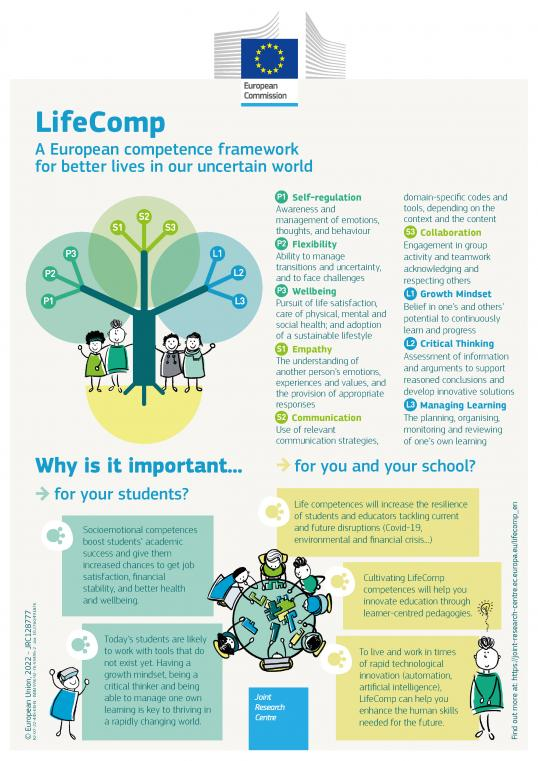 European
Commission
LifeComp
A European competence framework
for better lives in our uncertain world
S1
S2
S3
P3
P2
P1
L1
L2
L3
P1 Self-regulation
Awareness and
management of emotions,
thoughts, and behaviour
P2 Flexibility
Ability to manage
transitions and uncertainty,
and to face challenges
P3 Wellbeing
Pursuit of life satisfaction,
care of physical, mental and
social health; and adoption
of a sustainable lifestyle
S1 Empathy
The understanding of
another person's emotions,
experiences and values, and
the provision of appropriate
responses
S2 Communication
Use of relevant
communication strategies,
domain-specific codes and
tools, depending on the
context and the content
S3 Collaboration
Engagement in group
activity and teamwork
acknowledging and
respecting others
L1 Growth Mindset
Belief in one's and others'
potential to continuously
learn and progress
L2 Critical Thinking
Assessment of information
and arguments to support
reasoned conclusions and
develop innovative solutions
L3 Managing Learning
The planning, organising,
monitoring and reviewing
of one's own learning
Why is it important...
→ for your students?
Socioemotional competences
boost students' academic
success and give them
increased chances to get job
satisfaction, financial
stability, and better health
and wellbeing.
Today's students are likely
to work with tools that do
not exist yet. Having a
growth mindset, being a
critical thinker and being
able to manage one own
learning is key to thriving in
a rapidly changing world.
→ for you and your school?
Life competences will increase the resilience
of students and educators tackling current
and future disruptions (Covid-19,
environmental and financial crisis...)
Cultivating LifeComp
competences will help you
innovate education through
learner-centred pedagogies.
To live and work in times
of rapid technological
innovation (automation,
artificial intelligence),
LifeComp can help you
enhance the human skills
needed for the future.
Joint
Research
Centre
© European Union, 2022 – JRC128777
Find out more at: https://joint-research-centre.ec.europa.eu/lifecomp_en